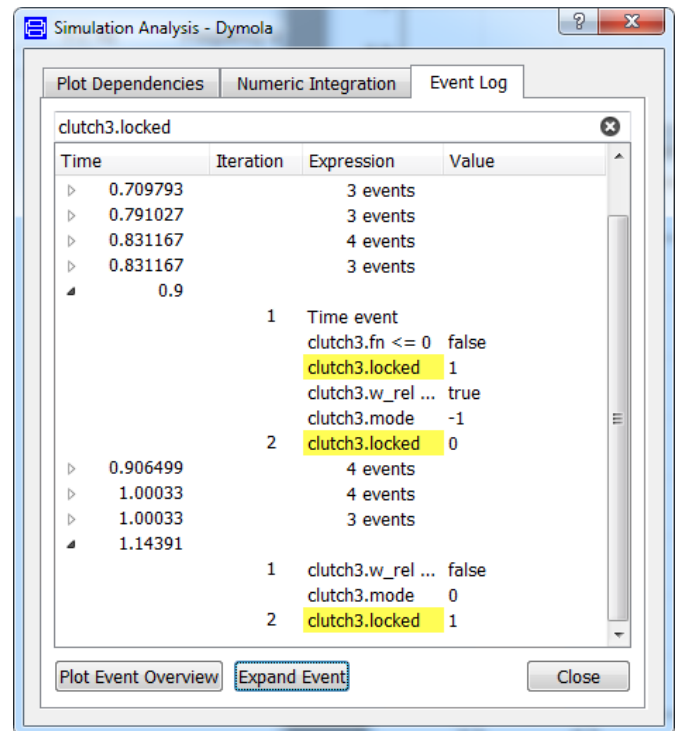 Simulation Analysis - Dymola
Plot Dependencies Numeric Integration Event Log
clutch3.locked
Time Iteration Expression Value
0.709793 3 events
0.791027 3 events
0.831167 4 events
0.831167 3 events
0.9
1 Time event
clutch3.fn <= 0 false
clutch3.locked 1
clutch3.w_rel ... true
clutch3.mode -1
2 clutch3.locked 0
0.906499 4 events
1.00033 4 events
1.00033 3 events
1.14391
1 clutch3.w_rel ... false
clutch3.mode 0
2 clutch3.locked 1
Plot Event Overview Expand Event Close